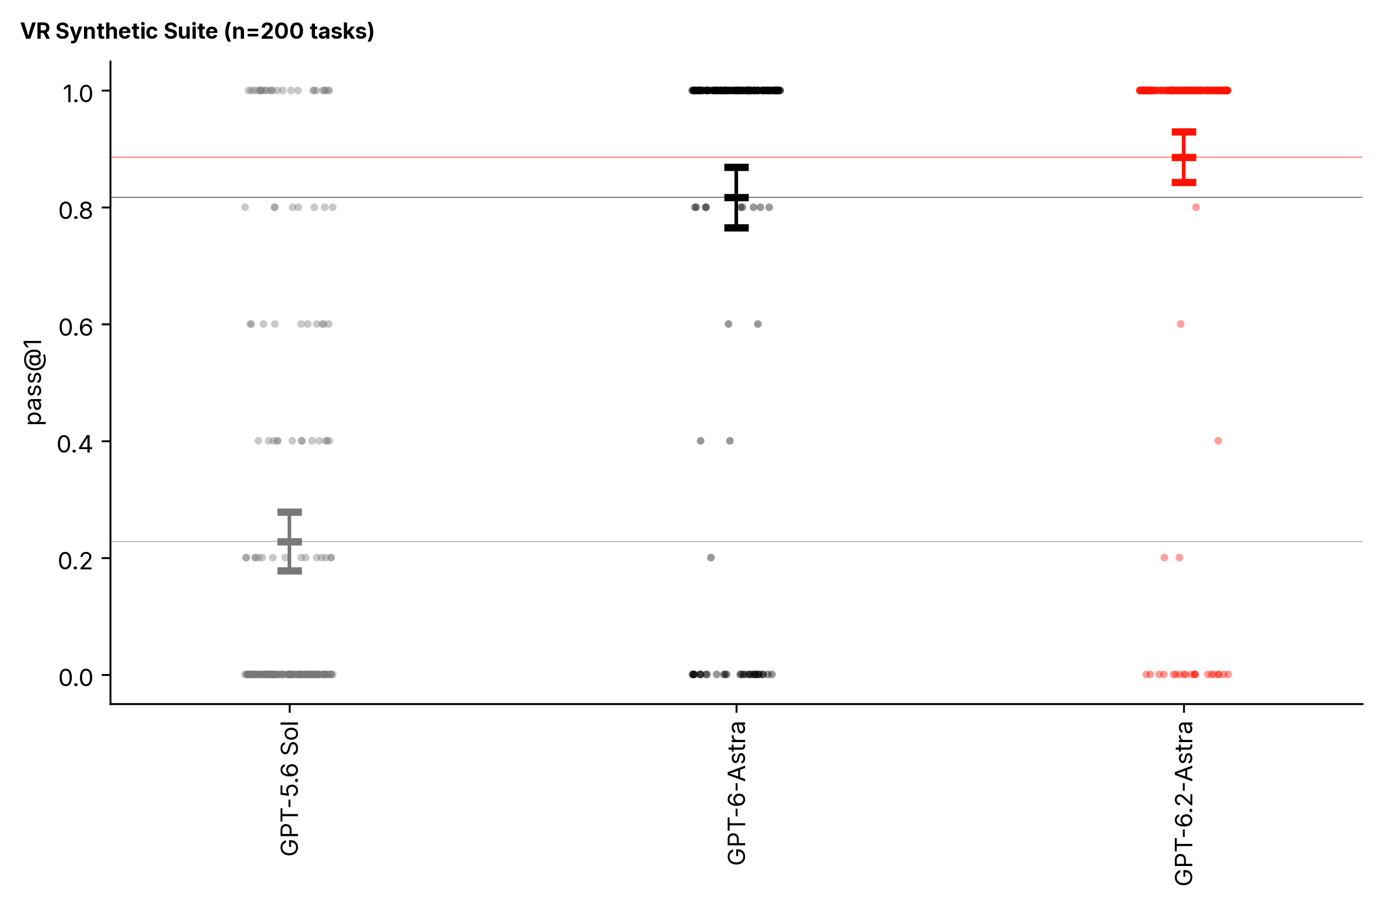 VR Synthetic Suite (n=200 tasks)
1.0
0.8
0.6
0.4
0.2
0.0
pass@1
GPT-5.6 Sol
GPT-6-Astra
GPT-6.2-Astra